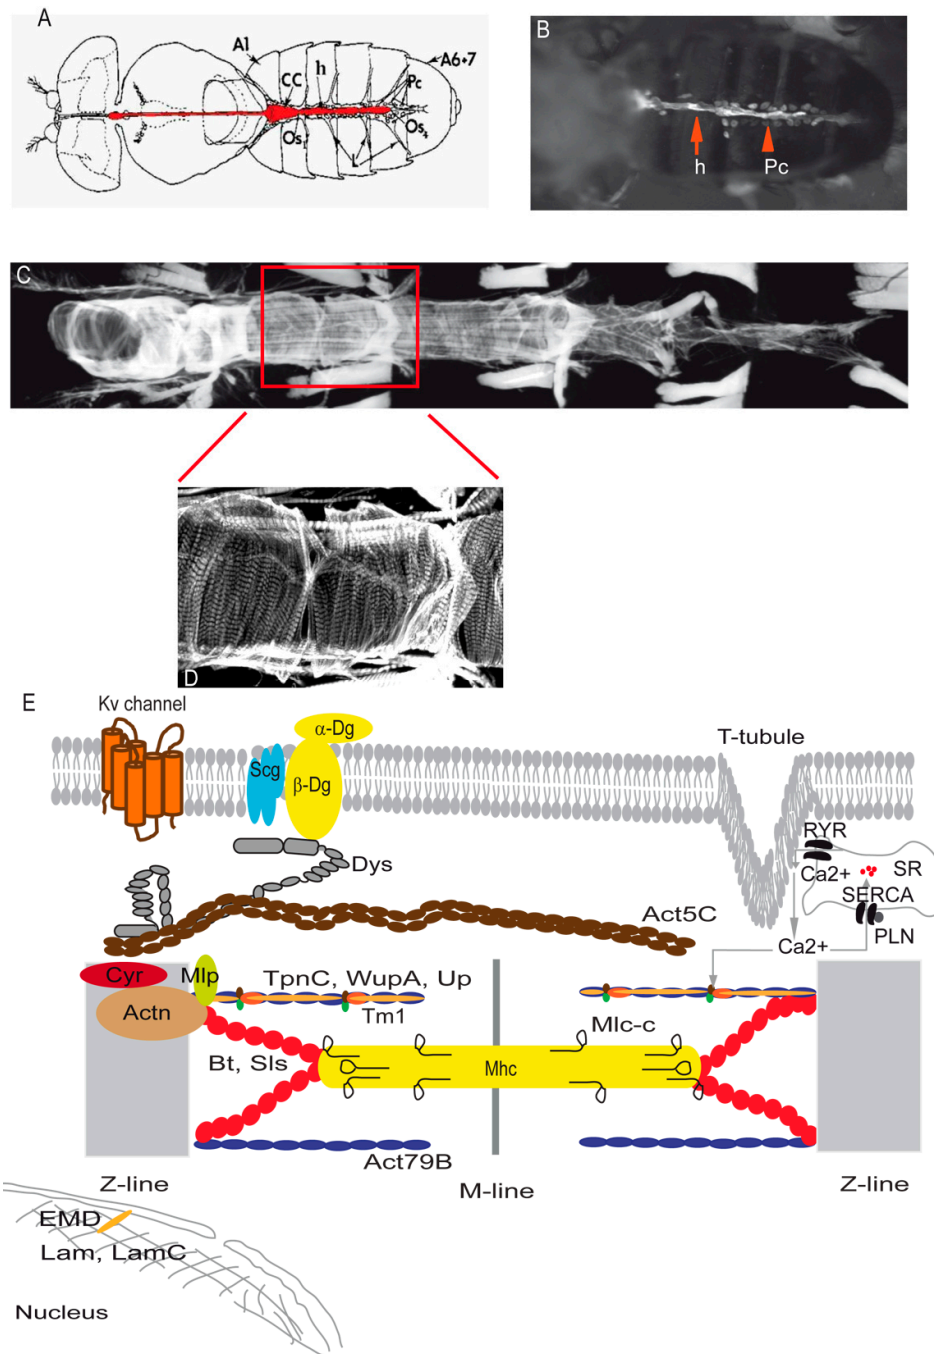 A
A1
CC
h
Pc
A6+7
Os
L
Os
B
h
Pc
C
D
E
Kv channel
α-Dg
Scg
β-Dg
T-tubule
Dys
RYR
Ca2+
SR
SERCA
PLN
Act5C
Ca2+
Cyr
Mlp
TpnC, WupA, Up
Actn
Tm1
Mlc-c
Bt, Sls
Mhc
Act79B
Z-line
M-line
Z-line
EMD
Lam, LamC
Nucleus